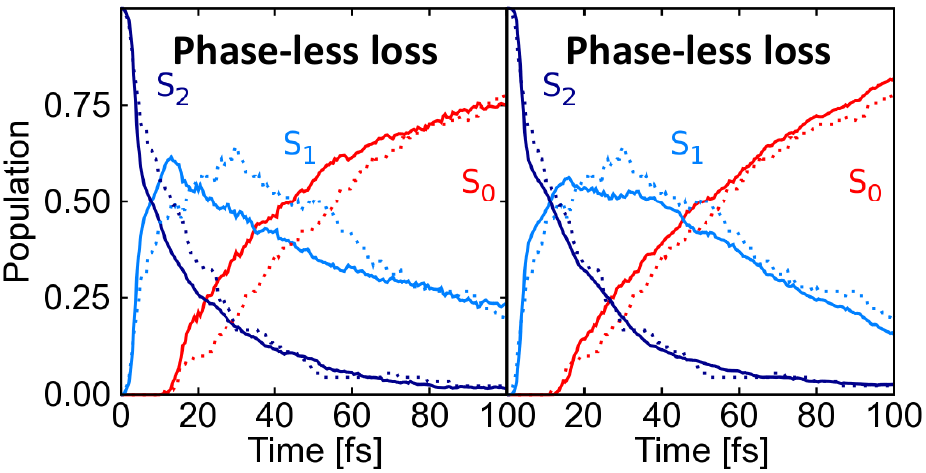 Phase-less loss Phase-less loss
S2 S2
0.75
S1 S1
S0 S0
0.50
Population
0.25
0.00
0 20 40 60 80 100 0 20 40 60 80 100
Time [fs] Time [fs]